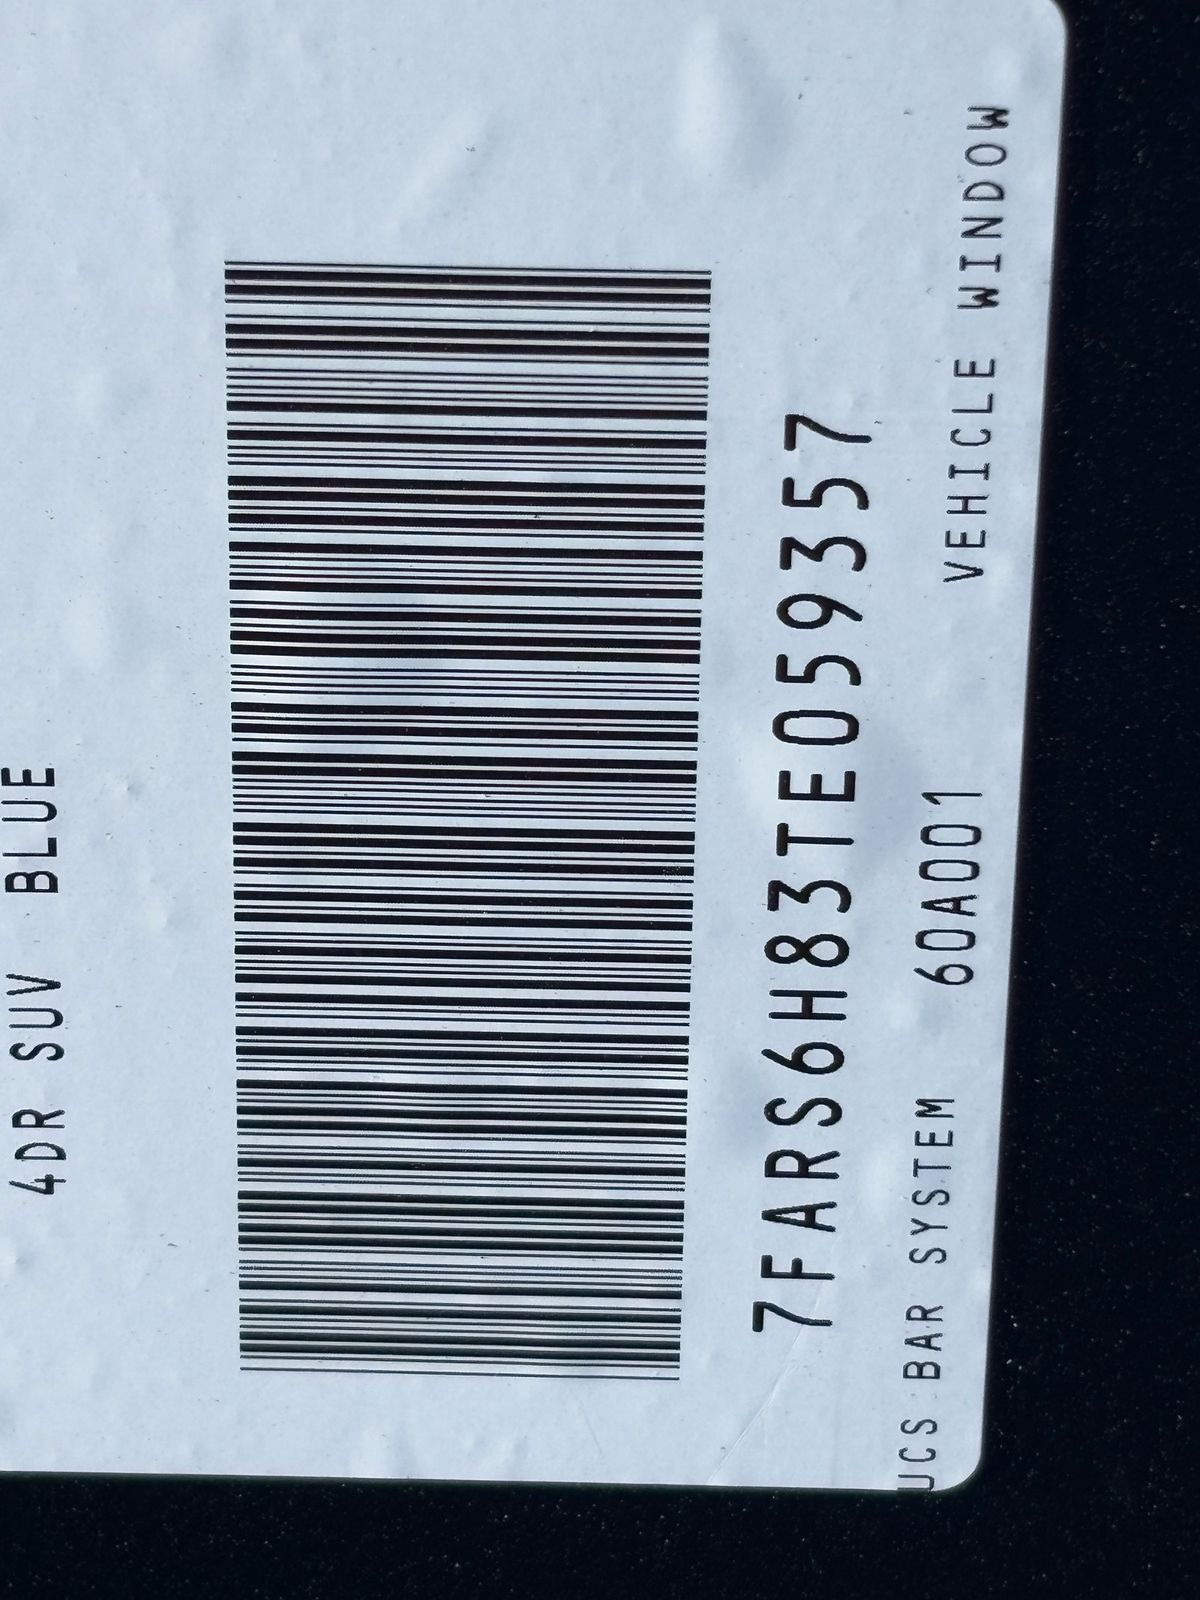 4DR SUV BLUE
7FARS6H83TE059357
UCS BAR SYSTEM 60A001 VEHICLE WINDOW